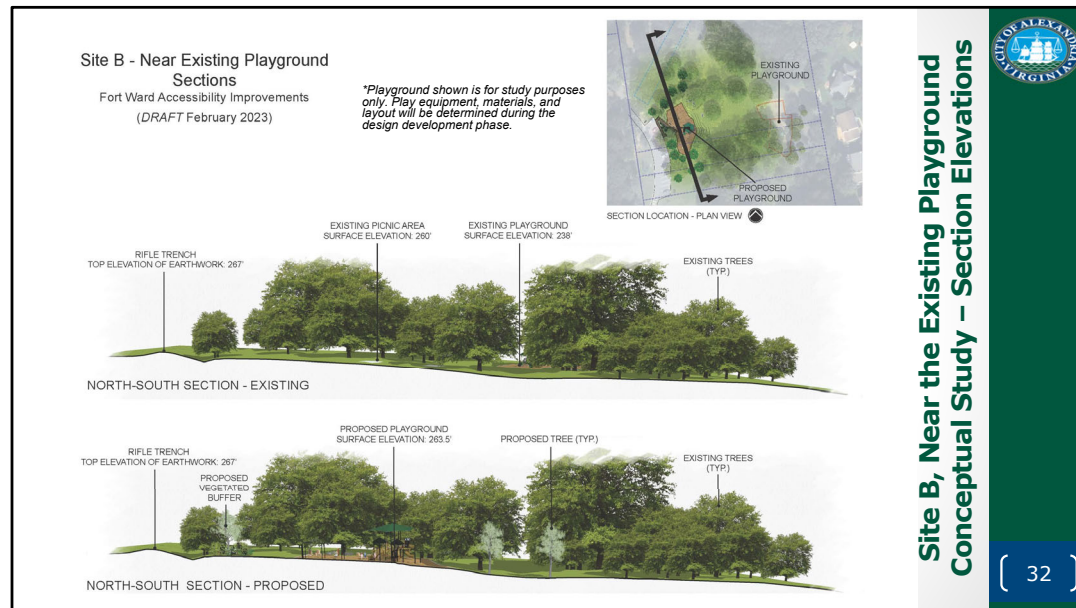 Site B - Near Existing Playground
Sections
Fort Ward Accessibility Improvements
(DRAFT February 2023)
*Playground shown is for study purposes
only. Play equipment, materials, and
layout will be determined during the
design development phase.
EXISTING
PLAYGROUND
PROPOSED
PLAYGROUND
SECTION LOCATION - PLAN VIEW
RIFLE TRENCH
TOP ELEVATION OF EARTHWORK: 267'
EXISTING PICNIC AREA
SURFACE ELEVATION: 260'
EXISTING PLAYGROUND
SURFACE ELEVATION: 238'
EXISTING TREES
(TYP.)
NORTH-SOUTH SECTION - EXISTING
RIFLE TRENCH
TOP ELEVATION OF EARTHWORK: 267'
PROPOSED
VEGETATED
BUFFER
PROPOSED PLAYGROUND
SURFACE ELEVATION: 263.5'
PROPOSED TREE (TYP.)
EXISTING TREES
(TYP.)
NORTH-SOUTH SECTION - PROPOSED
Site B, Near the Existing Playground
Conceptual Study – Section Elevations
CITY OF ALEXANDRIA
VIRGINIA
[ 32 ]